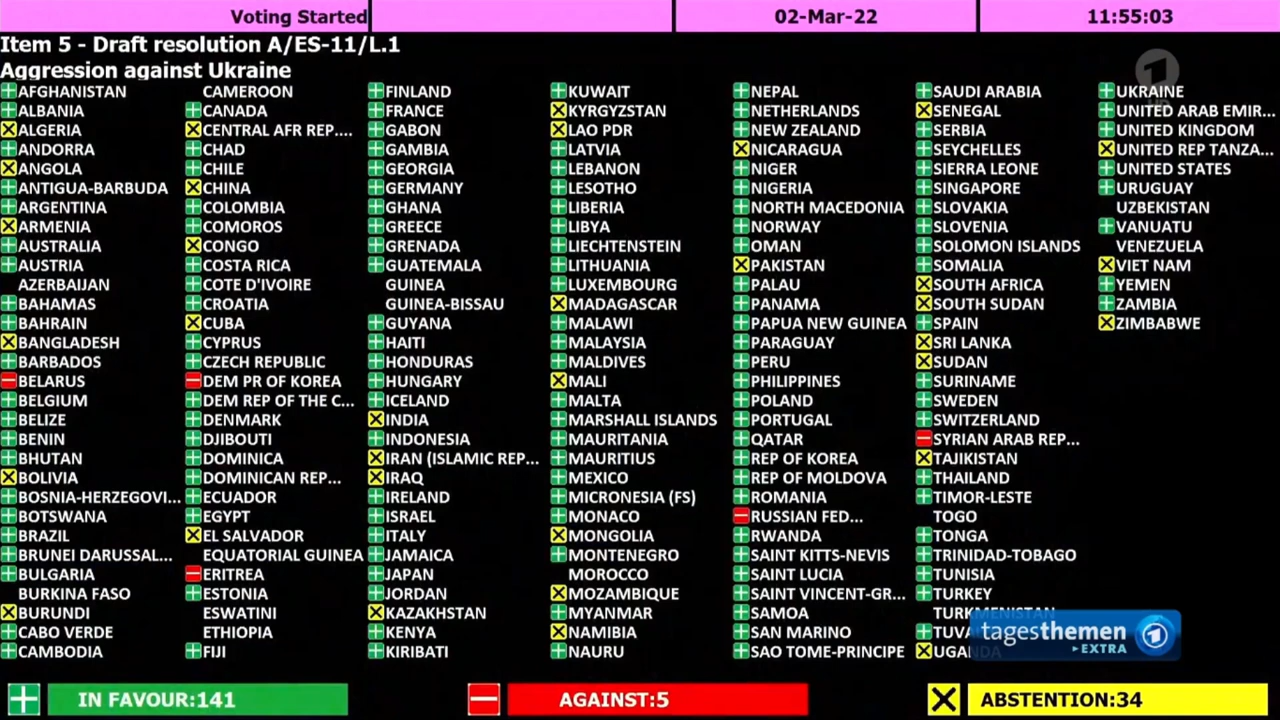 Voting Started 02-Mar-22 11:55:03
Item 5 - Draft resolution A/ES-11/L.1
Aggression against Ukraine
AFGHANISTAN
ALBANIA
ALGERIA
ANDORRA
ANGOLA
ANTIGUA-BARBUDA
ARGENTINA
ARMENIA
AUSTRALIA
AUSTRIA
AZERBAIJAN
BAHAMAS
BAHRAIN
BANGLADESH
BARBADOS
BELARUS
BELGIUM
BELIZE
BENIN
BHUTAN
BOLIVIA
BOSNIA-HERZEGOVI...
BOTSWANA
BRAZIL
BRUNEI DARUSSAL...
BULGARIA
BURKINA FASO
BURUNDI
CABO VERDE
CAMBODIA
CAMEROON
CANADA
CENTRAL AFR REP....
CHAD
CHILE
CHINA
COLOMBIA
COMOROS
CONGO
COSTA RICA
COTE D'IVOIRE
CROATIA
CUBA
CYPRUS
CZECH REPUBLIC
DEM PR OF KOREA
DEM REP OF THE C...
DENMARK
DJIBOUTI
DOMINICA
DOMINICAN REP...
ECUADOR
EGYPT
EL SALVADOR
EQUATORIAL GUINEA
ERITREA
ESTONIA
ESWATINI
ETHIOPIA
FIJI
FINLAND
FRANCE
GABON
GAMBIA
GEORGIA
GERMANY
GHANA
GREECE
GRENADA
GUATEMALA
GUINEA
GUINEA-BISSAU
GUYANA
HAITI
HONDURAS
HUNGARY
ICELAND
INDIA
INDONESIA
IRAN (ISLAMIC REP...
IRAQ
IRELAND
ISRAEL
ITALY
JAMAICA
JAPAN
JORDAN
KAZAKHSTAN
KENYA
KIRIBATI
KUWAIT
KYRGYZSTAN
LAO PDR
LATVIA
LEBANON
LESOTHO
LIBERIA
LIBYA
LIECHTENSTEIN
LITHUANIA
LUXEMBOURG
MADAGASCAR
MALAWI
MALAYSIA
MALDIVES
MALI
MALTA
MARSHALL ISLANDS
MAURITANIA
MAURITIUS
MEXICO
MICRONESIA (FS)
MONACO
MONGOLIA
MONTENEGRO
MOROCCO
MOZAMBIQUE
MYANMAR
NAMIBIA
NAURU
NEPAL
NETHERLANDS
NEW ZEALAND
NICARAGUA
NIGER
NIGERIA
NORTH MACEDONIA
NORWAY
OMAN
PAKISTAN
PALAU
PANAMA
PAPUA NEW GUINEA
PARAGUAY
PERU
PHILIPPINES
POLAND
PORTUGAL
QATAR
REP OF KOREA
REP OF MOLDOVA
ROMANIA
RUSSIAN FED...
RWANDA
SAINT KITTS-NEVIS
SAINT LUCIA
SAINT VINCENT-GR...
SAMOA
SAN MARINO
SAO TOME-PRINCIPE
SAUDI ARABIA
SENEGAL
SERBIA
SEYCHELLES
SIERRA LEONE
SINGAPORE
SLOVAKIA
SLOVENIA
SOLOMON ISLANDS
SOMALIA
SOUTH AFRICA
SOUTH SUDAN
SPAIN
SRI LANKA
SUDAN
SURINAME
SWEDEN
SWITZERLAND
SYRIAN ARAB REP...
TAJIKISTAN
THAILAND
TIMOR-LESTE
TOGO
TONGA
TRINIDAD-TOBAGO
TUNISIA
TURKEY
TURKMENISTAN
UGANDA
UKRAINE
UNITED ARAB EMIR...
UNITED KINGDOM
UNITED REP TANZA...
UNITED STATES
URUGUAY
UZBEKISTAN
VANUATU
VENEZUELA
VIET NAM
YEMEN
ZAMBIA
ZIMBABWE
1
HD
tagesthemen 1
EXTRA
IN FAVOUR:141 AGAINST:5 ABSTENTION:34